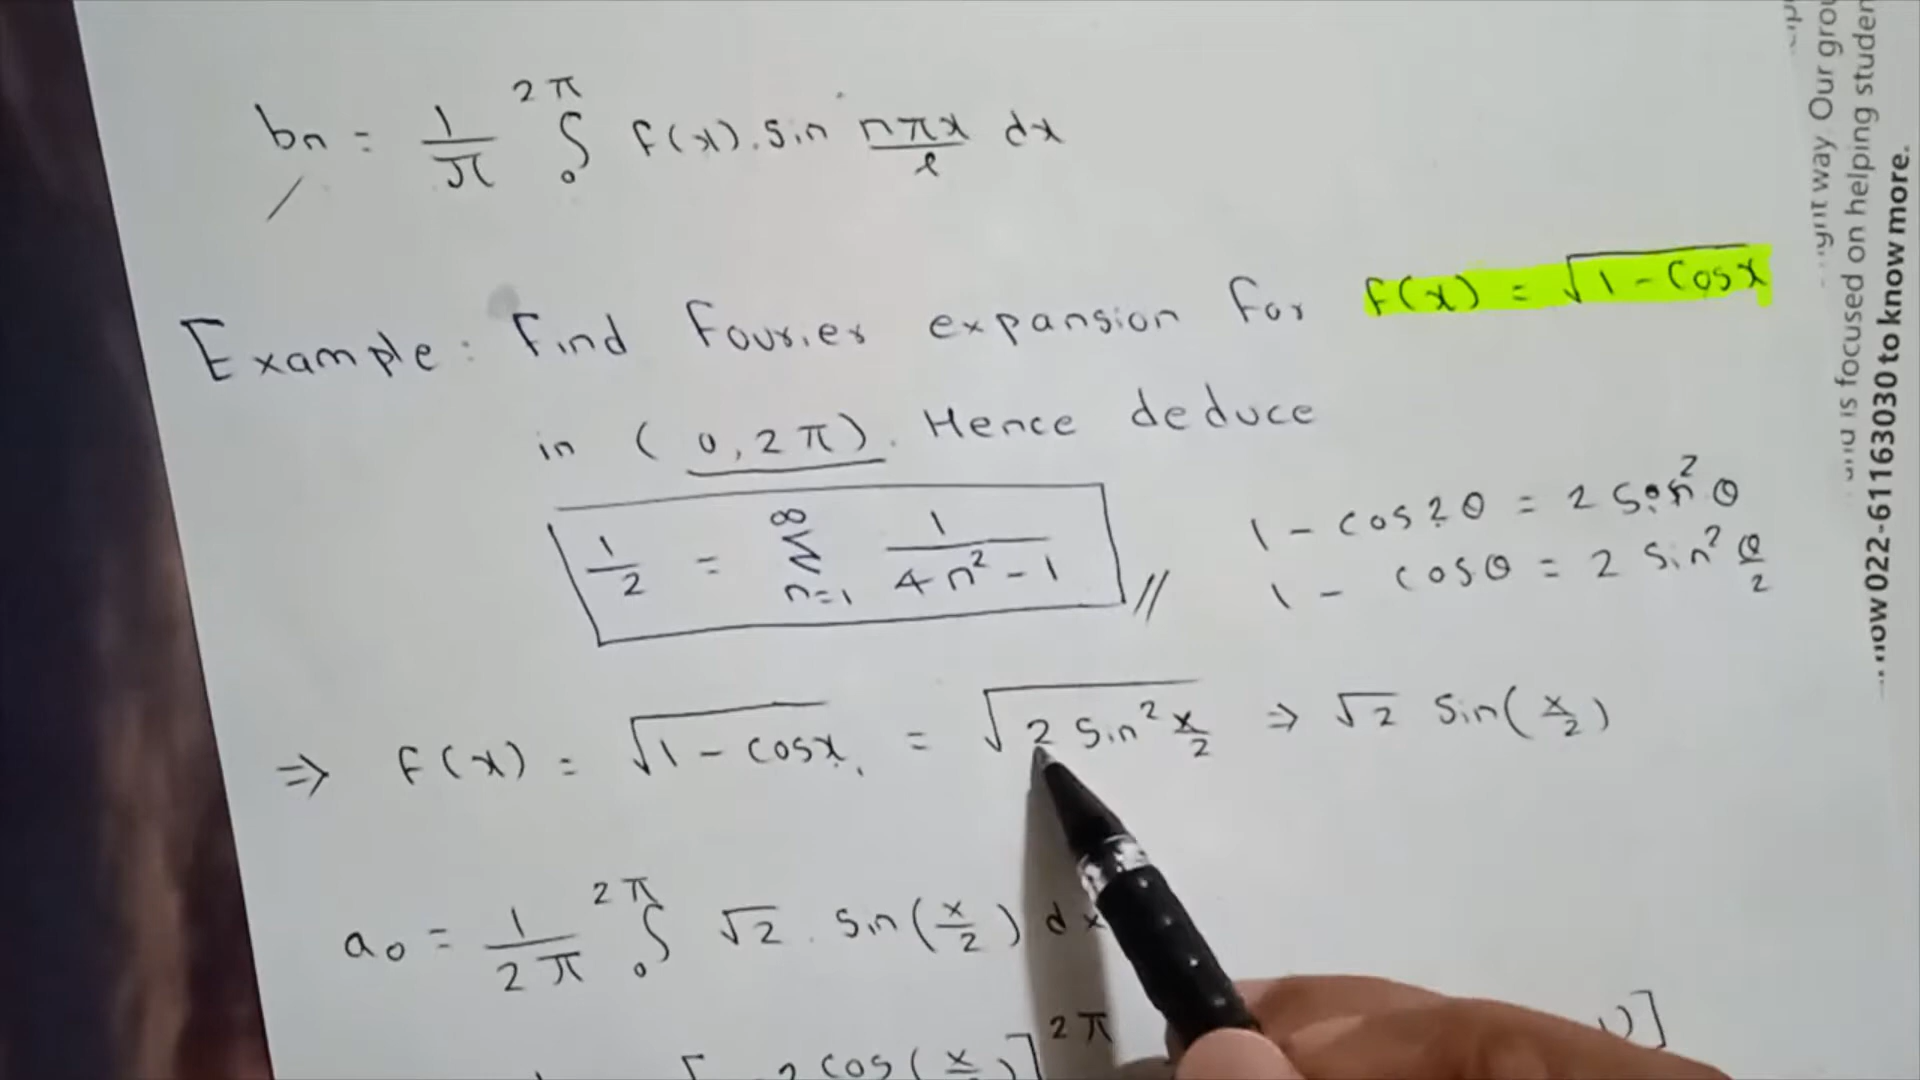 bn = 1/π ∫₀^2π f(x). sin nπx/l dx
Example: Find Fourier expansion for f(x) = √1 - cosx
in (0, 2π). Hence deduce
1/2 = ∞ Σ n=1 1/4n² - 1 //
1 - cos2θ = 2 sin²θ
1 - cosθ = 2 sin² θ/2
⇒ f(x) = √1 - cosx = √2 sin² x/2 ⇒ √2 sin(x/2)
a₀ = 1/2π ∫₀^2π √2 . sin(x/2) dx
2 cos(x ]^2π )]
way Our
is focused on helping
022-61163030 to know more.